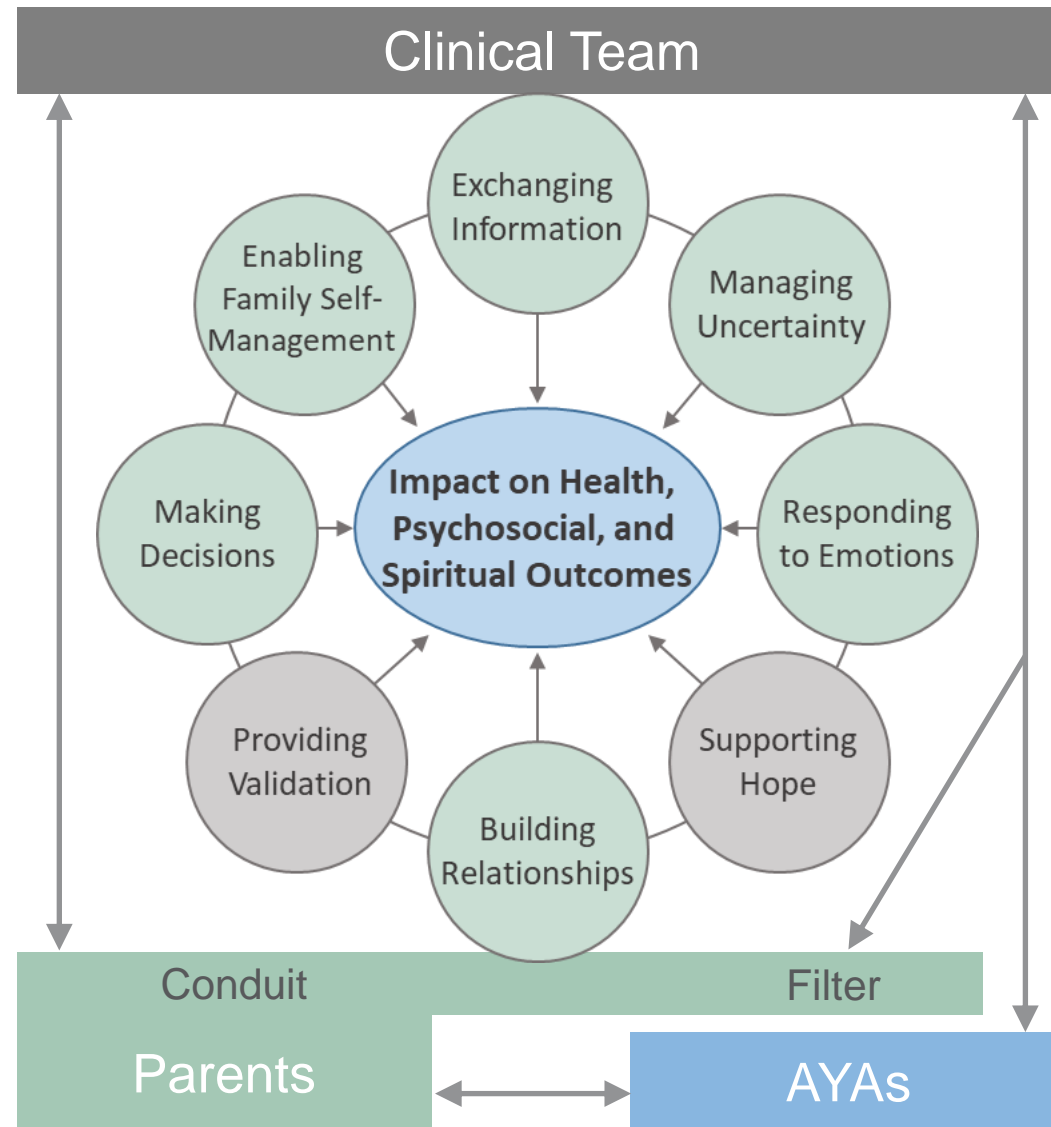 Clinical Team
Exchanging
Information
Enabling
Family Self-
Management
Managing
Uncertainty
Making
Decisions
Impact on Health,
Psychosocial, and
Spiritual Outcomes
Responding
to Emotions
Providing
Validation
Supporting
Hope
Building
Relationships
Conduit
Filter
Parents
AYAs